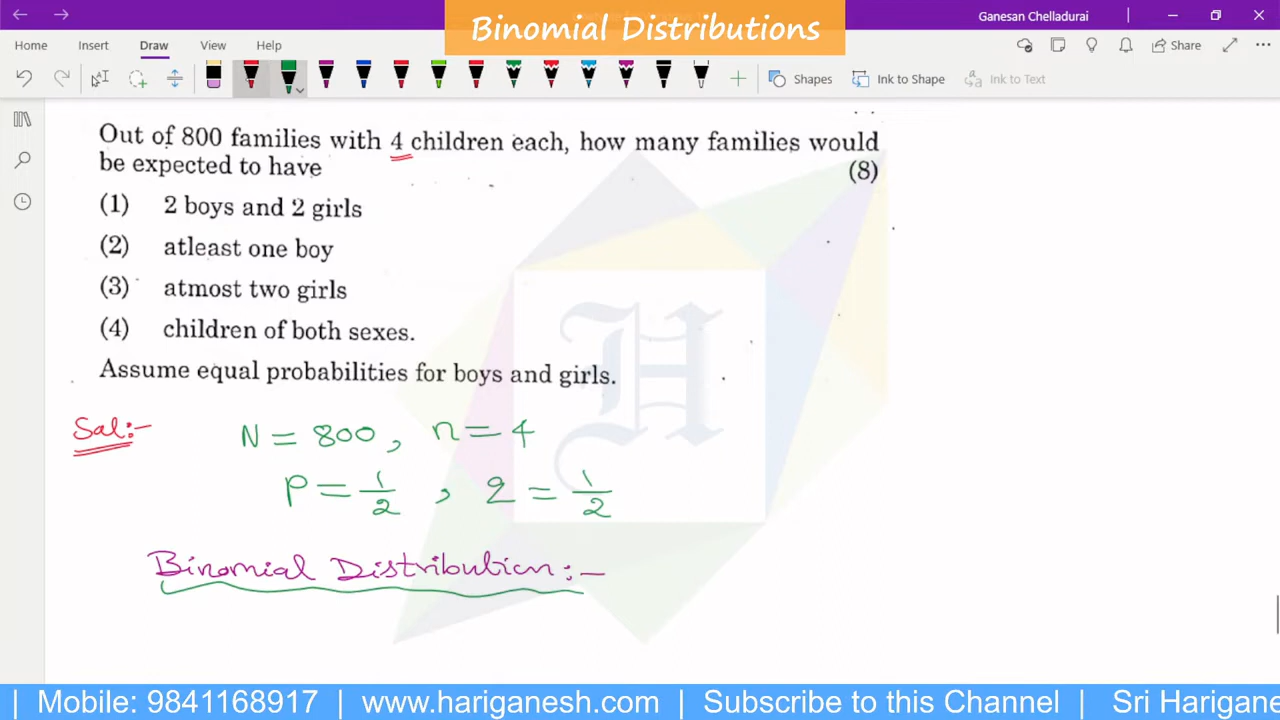 Binomial Distributions
Ganesan Chelladurai
Home Insert Draw View Help
Share
Shapes Ink to Shape Ink to Text
Out of 800 families with 4 children each, how many families would
be expected to have (8)
(1) 2 boys and 2 girls
(2) atleast one boy
(3) atmost two girls
(4) children of both sexes.
Assume equal probabilities for boys and girls.
Sol:-
N = 800, n = 4
P = 1/2, q = 1/2
Binomial Distribution:-
H
| Mobile: 9841168917 | www.hariganesh.com | Subscribe to this Channel | Sri Harigane